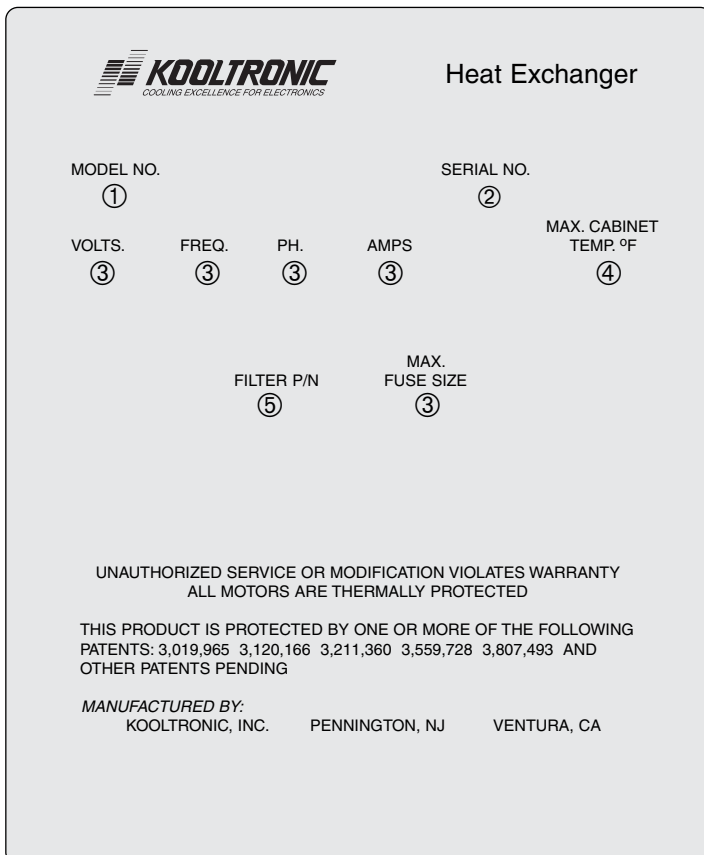 KOOLTRONIC
COOLING EXCELLENCE FOR ELECTRONICS
Heat Exchanger
MODEL NO. SERIAL NO.
① ②
MAX. CABINET
VOLTS. FREQ. PH. AMPS TEMP. ºF
③ ③ ③ ③ ④
MAX.
FILTER P/N FUSE SIZE
⑤ ③
UNAUTHORIZED SERVICE OR MODIFICATION VIOLATES WARRANTY
ALL MOTORS ARE THERMALLY PROTECTED
THIS PRODUCT IS PROTECTED BY ONE OR MORE OF THE FOLLOWING
PATENTS: 3,019,965 3,120,166 3,211,360 3,559,728 3,807,493 AND
OTHER PATENTS PENDING
MANUFACTURED BY:
KOOLTRONIC, INC. PENNINGTON, NJ VENTURA, CA